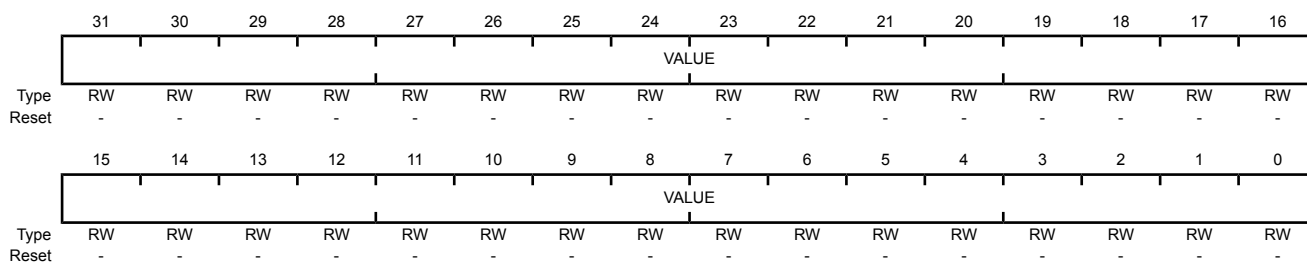 31 30 29 28 27 26 25 24 23 22 21 20 19 18 17 16
VALUE
Type RW RW RW RW RW RW RW RW RW RW RW RW RW RW RW RW
Reset - - - - - - - - - - - - - - - -
15 14 13 12 11 10 9 8 7 6 5 4 3 2 1 0
VALUE
Type RW RW RW RW RW RW RW RW RW RW RW RW RW RW RW RW
Reset - - - - - - - - - - - - - - - -